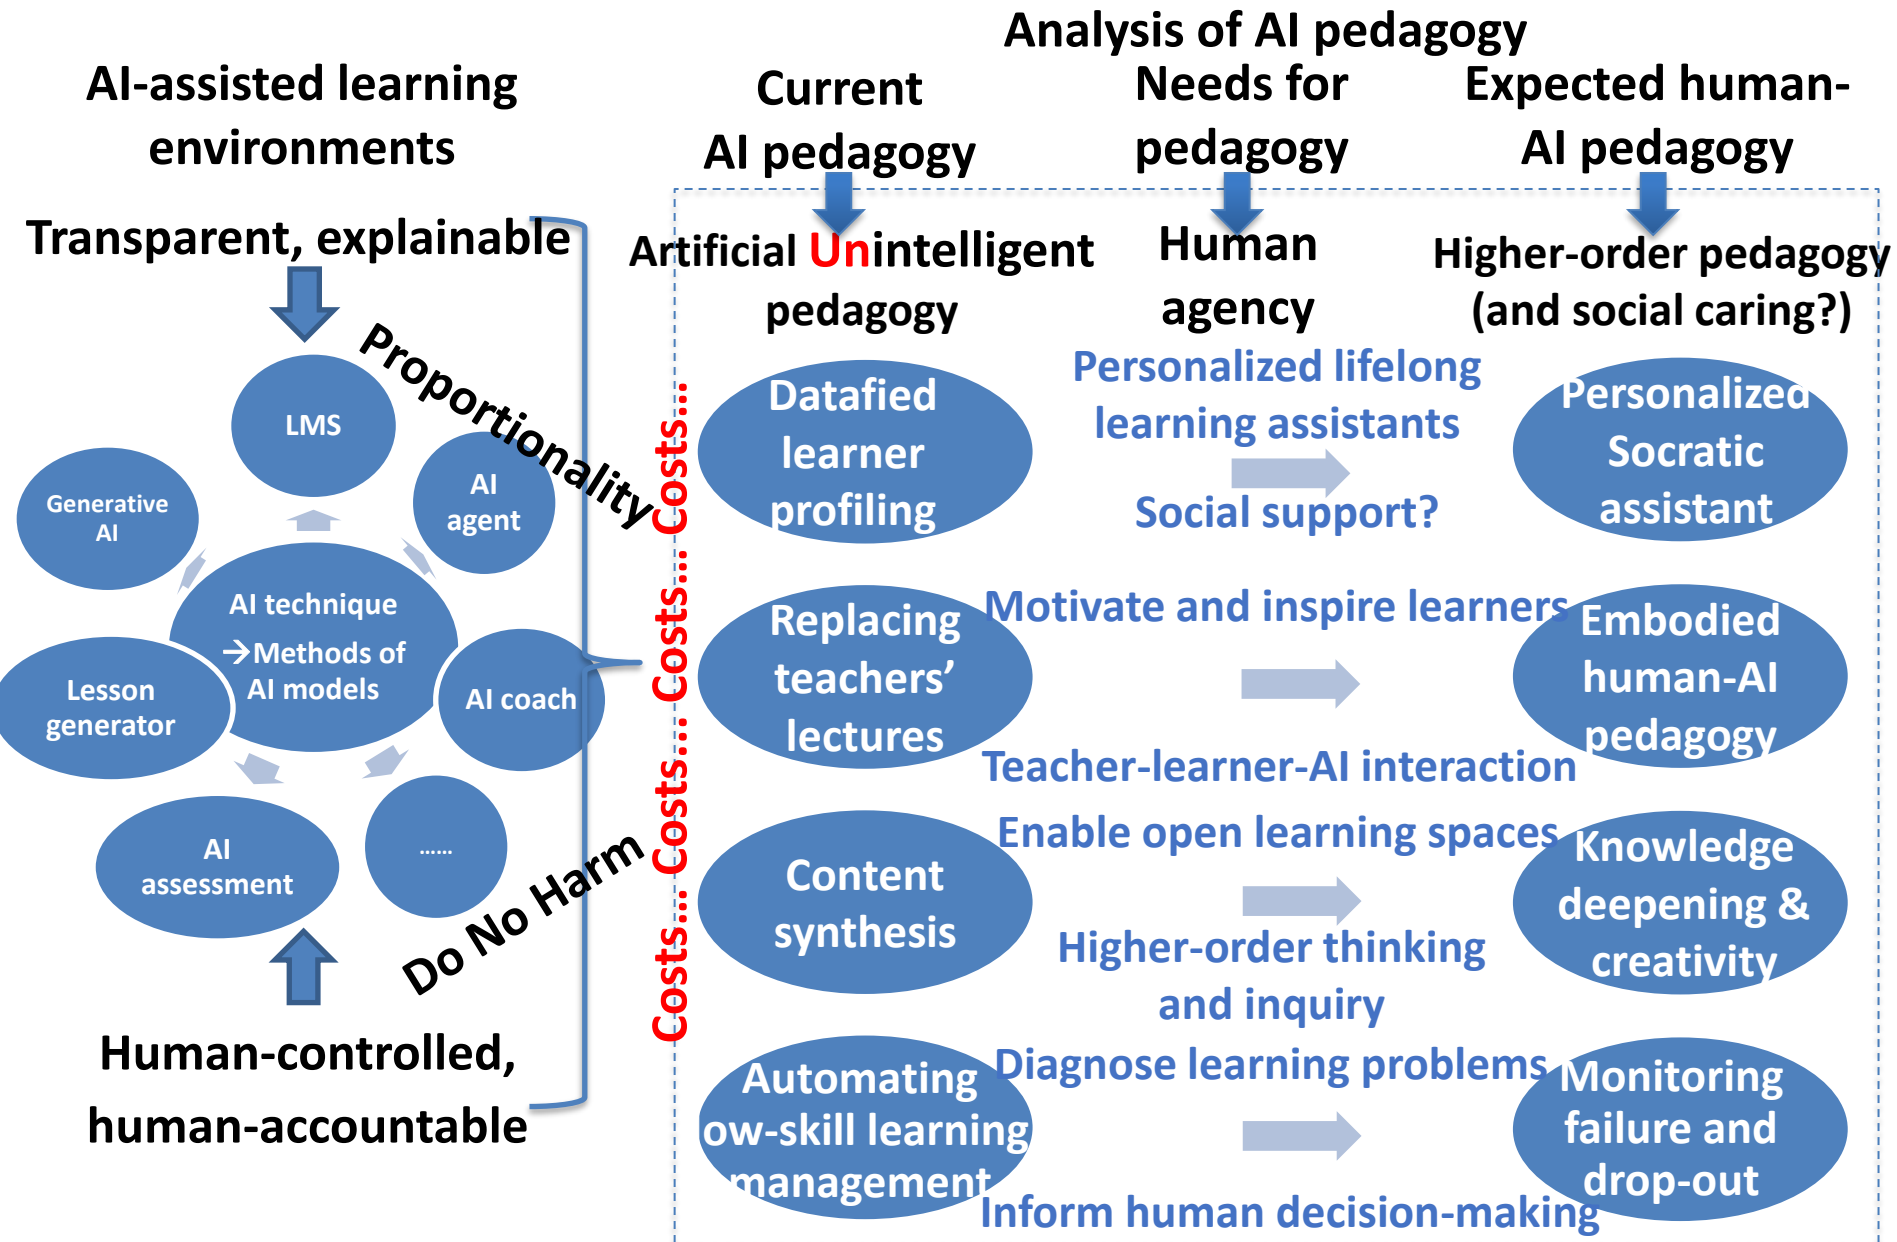 Analysis of AI pedagogy
AI-assisted learning
environments
Current
AI pedagogy
Needs for
pedagogy
Expected human-
AI pedagogy
Transparent, explainable
Proportionality
LMS
Generative
AI
AI
agent
AI technique
→Methods of
AI models
Lesson
generator
AI coach
AI
assessment
......
Do No Harm
Human-controlled,
human-accountable
Costs... Costs... Costs... Costs...
Artificial Unintelligent
pedagogy
Human
agency
Higher-order pedagogy
(and social caring?)
Datafied
learner
profiling
Personalized lifelong
learning assistants
Social support?
Personalized
Socratic
assistant
Replacing
teachers’
lectures
Motivate and inspire learners
Teacher-learner-AI interaction
Embodied
human-AI
pedagogy
Content
synthesis
Enable open learning spaces
Higher-order thinking
and inquiry
Knowledge
deepening &
creativity
Automating
ow-skill learning
management
Diagnose learning problems
Inform human decision-making
Monitoring
failure and
drop-out